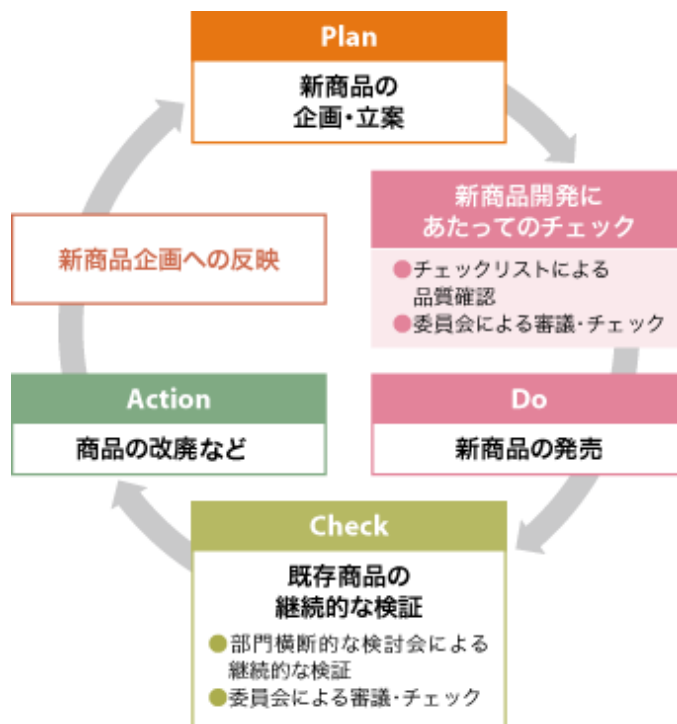 Plan
新商品の
企画・立案
新商品開発に
あたってのチェック
●チェックリストによる
品質確認
●委員会による審議・チェック
Do
新商品の発売
Check
既存商品の
継続的な検証
●部門横断的な検討会による
継続的な検証
●委員会による審議・チェック
Action
商品の改廃など
新商品企画への反映